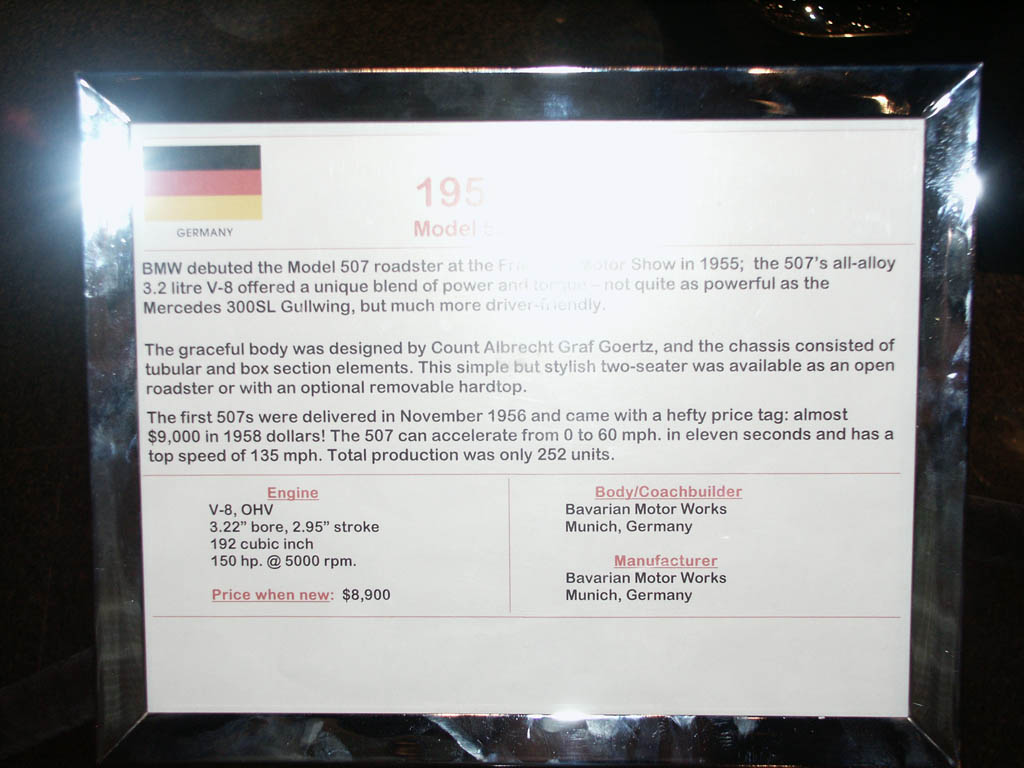 GERMANY
195
Model 5
BMW debuted the Model 507 roadster at the Motor Show in 1955; the 507's all-alloy
3.2 litre V-8 offered a unique blend of power and torque – not quite as powerful as the
Mercedes 300SL Gullwing, but much more driver-friendly.
The graceful body was designed by Count Albrecht Graf Goertz, and the chassis consisted of
tubular and box section elements. This simple but stylish two-seater was available as an open
roadster or with an optional removable hardtop.
The first 507s were delivered in November 1956 and came with a hefty price tag: almost
$9,000 in 1958 dollars! The 507 can accelerate from 0 to 60 mph. in eleven seconds and has a
top speed of 135 mph. Total production was only 252 units.
Engine
V-8, OHV
3.22" bore, 2.95" stroke
192 cubic inch
150 hp. @ 5000 rpm.
Price when new: $8,900
Body/Coachbuilder
Bavarian Motor Works
Munich, Germany
Manufacturer
Bavarian Motor Works
Munich, Germany